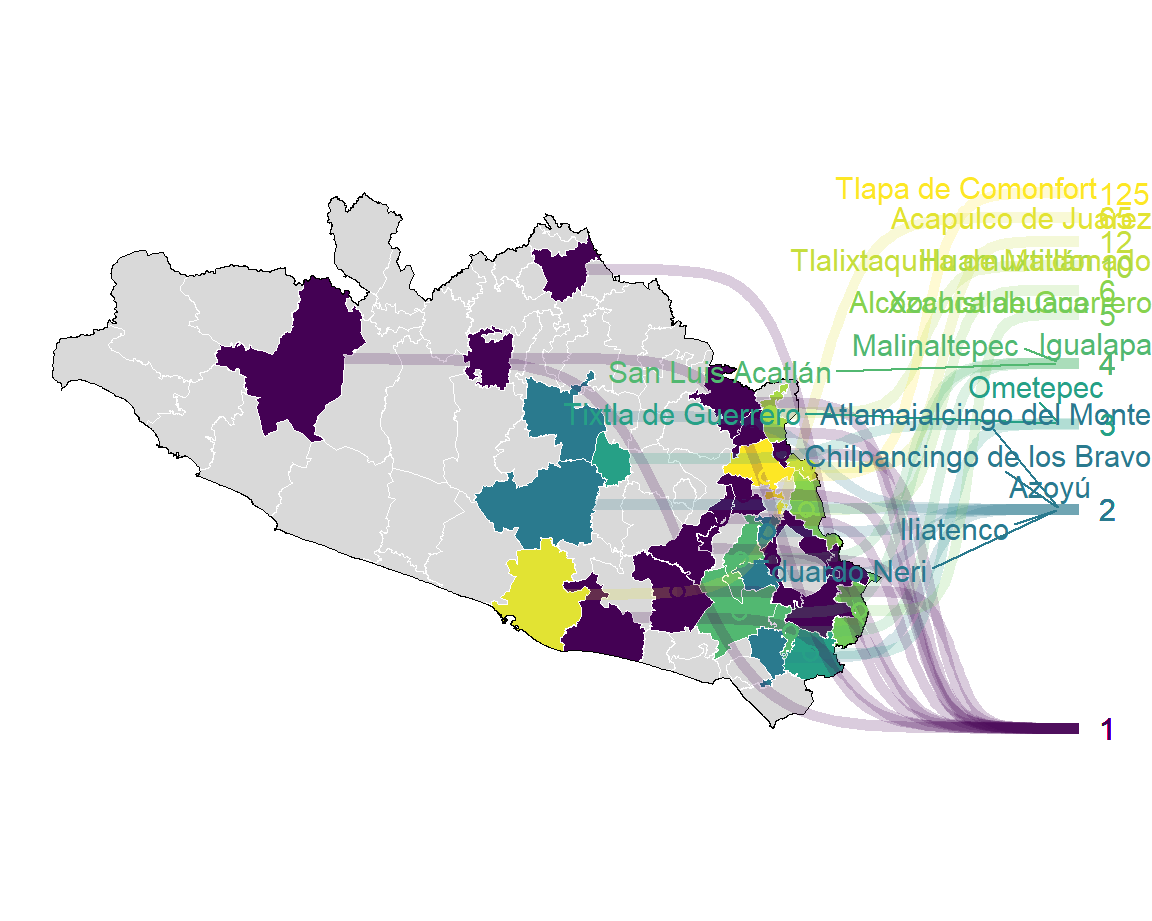 Tlapa de Comonfort
125
Acapulco de Juárez
65
12
Tlalixtaquilla de Maldonado
Huamuxtitlán
10
6
Alcozauca de Guerrero
Xochistlahuaca
5
Igualapa
Malinaltepec
4
San Luis Acatlán
Ometepec
Tixtla de Guerrero
Atlamajalcingo del Monte
3
Chilpancingo de los Bravo
Azoyú
2
Iliatenco
Eduardo Neri
1